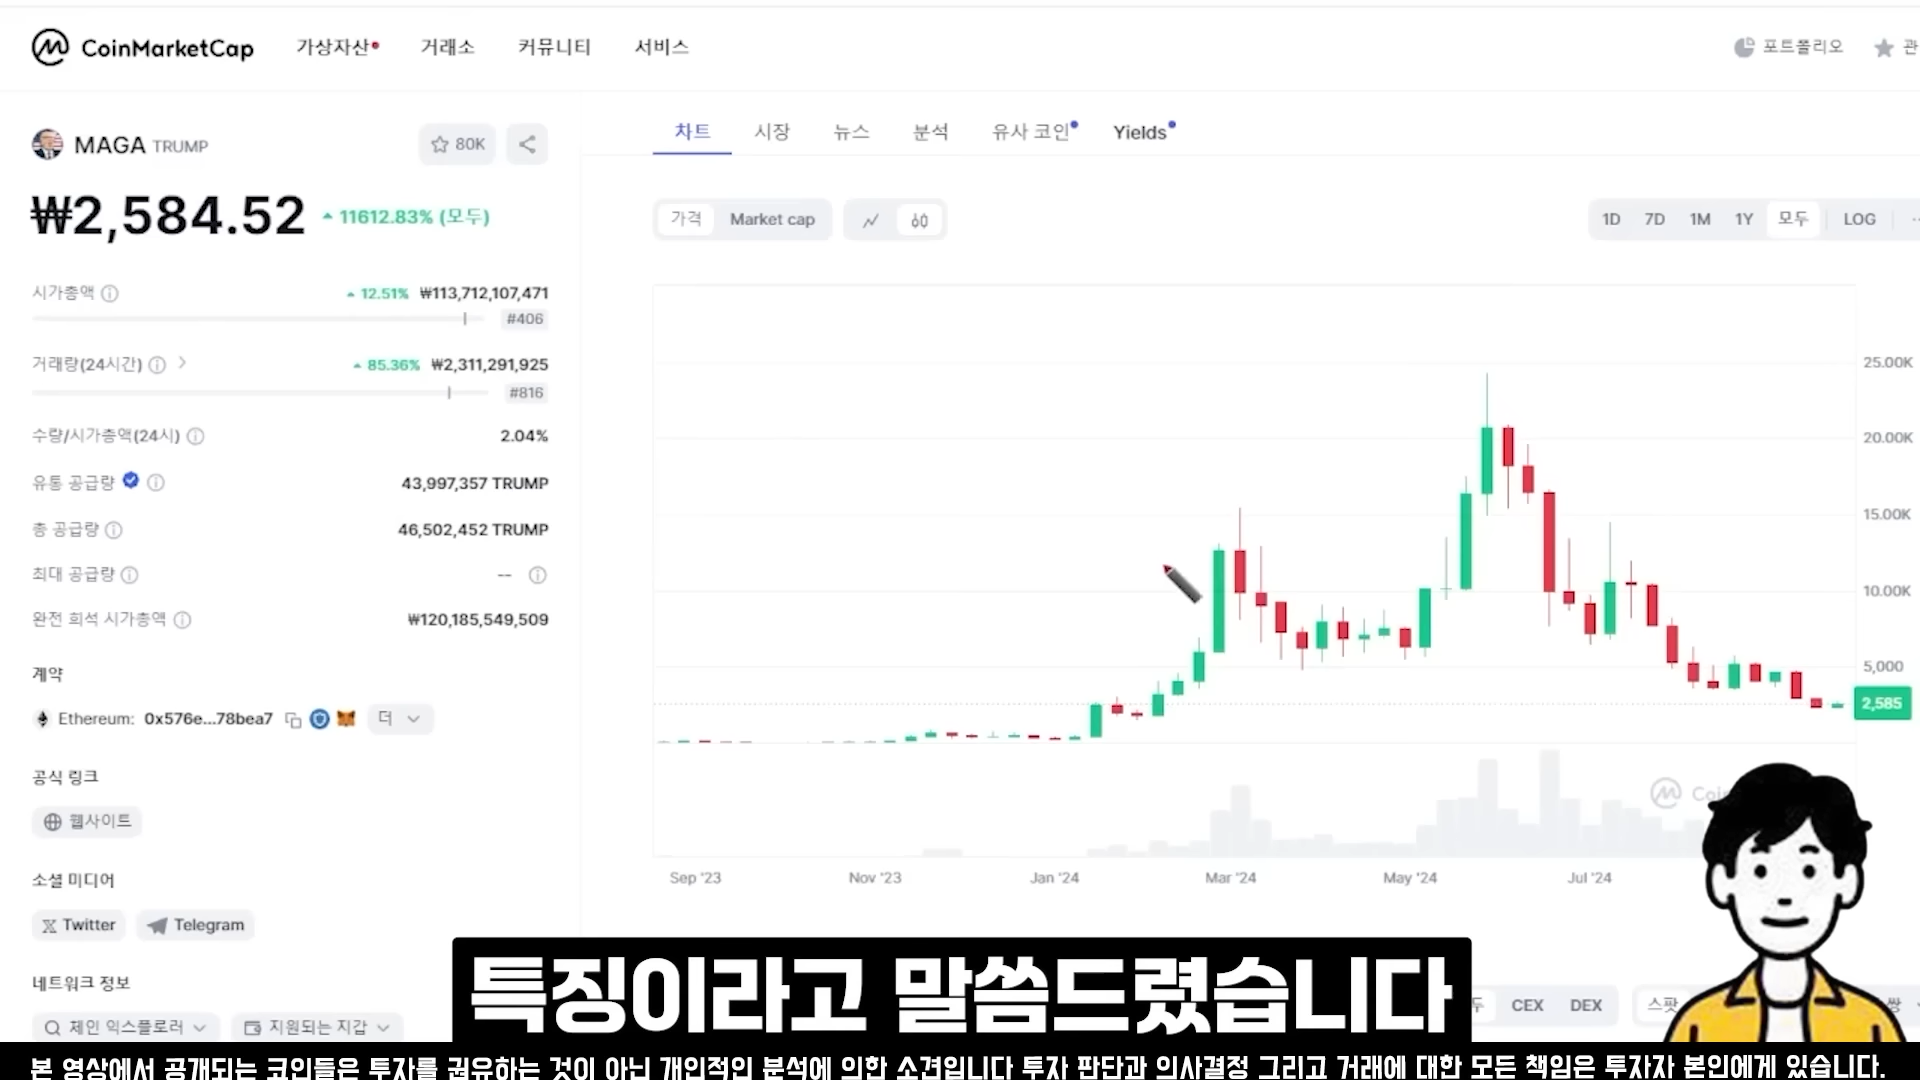 CoinMarketCap 가상자산 거래소 커뮤니티 서비스 포트폴리오 관
MAGA TRUMP 80K
₩2,584.52 11612.83% (모두)
시가총액 12.51% ₩113,712,107,471
#406
거래량(24시간) 85.36% ₩2,311,291,925
#816
수량/시가총액(24시) 2.04%
유통 공급량 43,997,357 TRUMP
총 공급량 46,502,452 TRUMP
최대 공급량 --
완전 희석 시가총액 ₩120,185,549,509
계약
Ethereum: 0x576e...78bea7 더
공식 링크
웹사이트
소셜 미디어
Twitter Telegram
네트워크 정보
체인 익스플로러 지원되는 지갑
차트 시장 뉴스 분석 유사 코인 Yields
가격 Market cap 1D 7D 1M 1Y 모두 LOG
25.00K
20.00K
15.00K
10.00K
5,000
2,585
Sep '23 Nov '23 Jan '24 Mar '24 May '24 Jul '24
CEX DEX 스팟
특징이라고 말씀드렸습니다
본 영상에서 공개되는 코인들은 투자를 권유하는 것이 아닌 개인적인 분석에 의한 소견입니다 투자 판단과 의사결정 그리고 거래에 대한 모든 책임은 투자자 본인에게 있습니다.